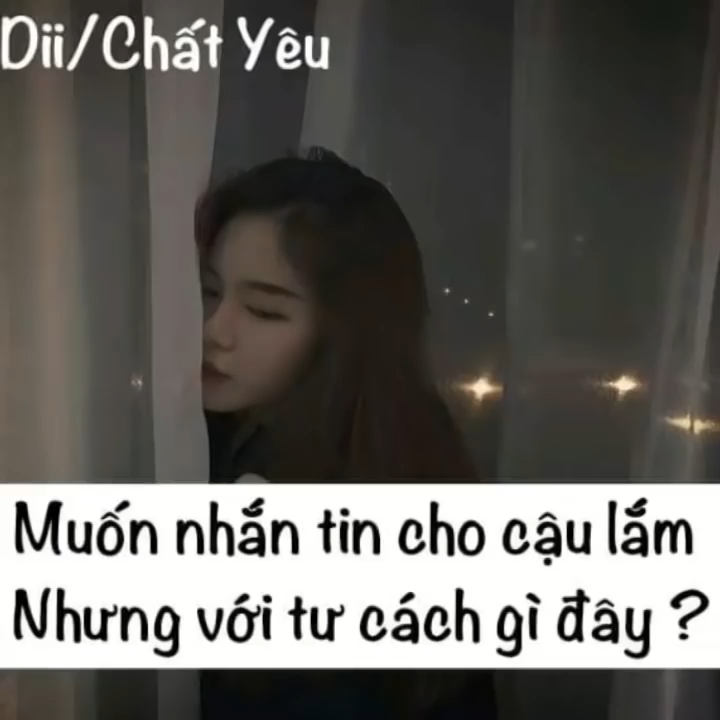 Dii/Chất Yêu
Muốn nhắn tin cho cậu lắm
Nhưng với tư cách gì đây ?